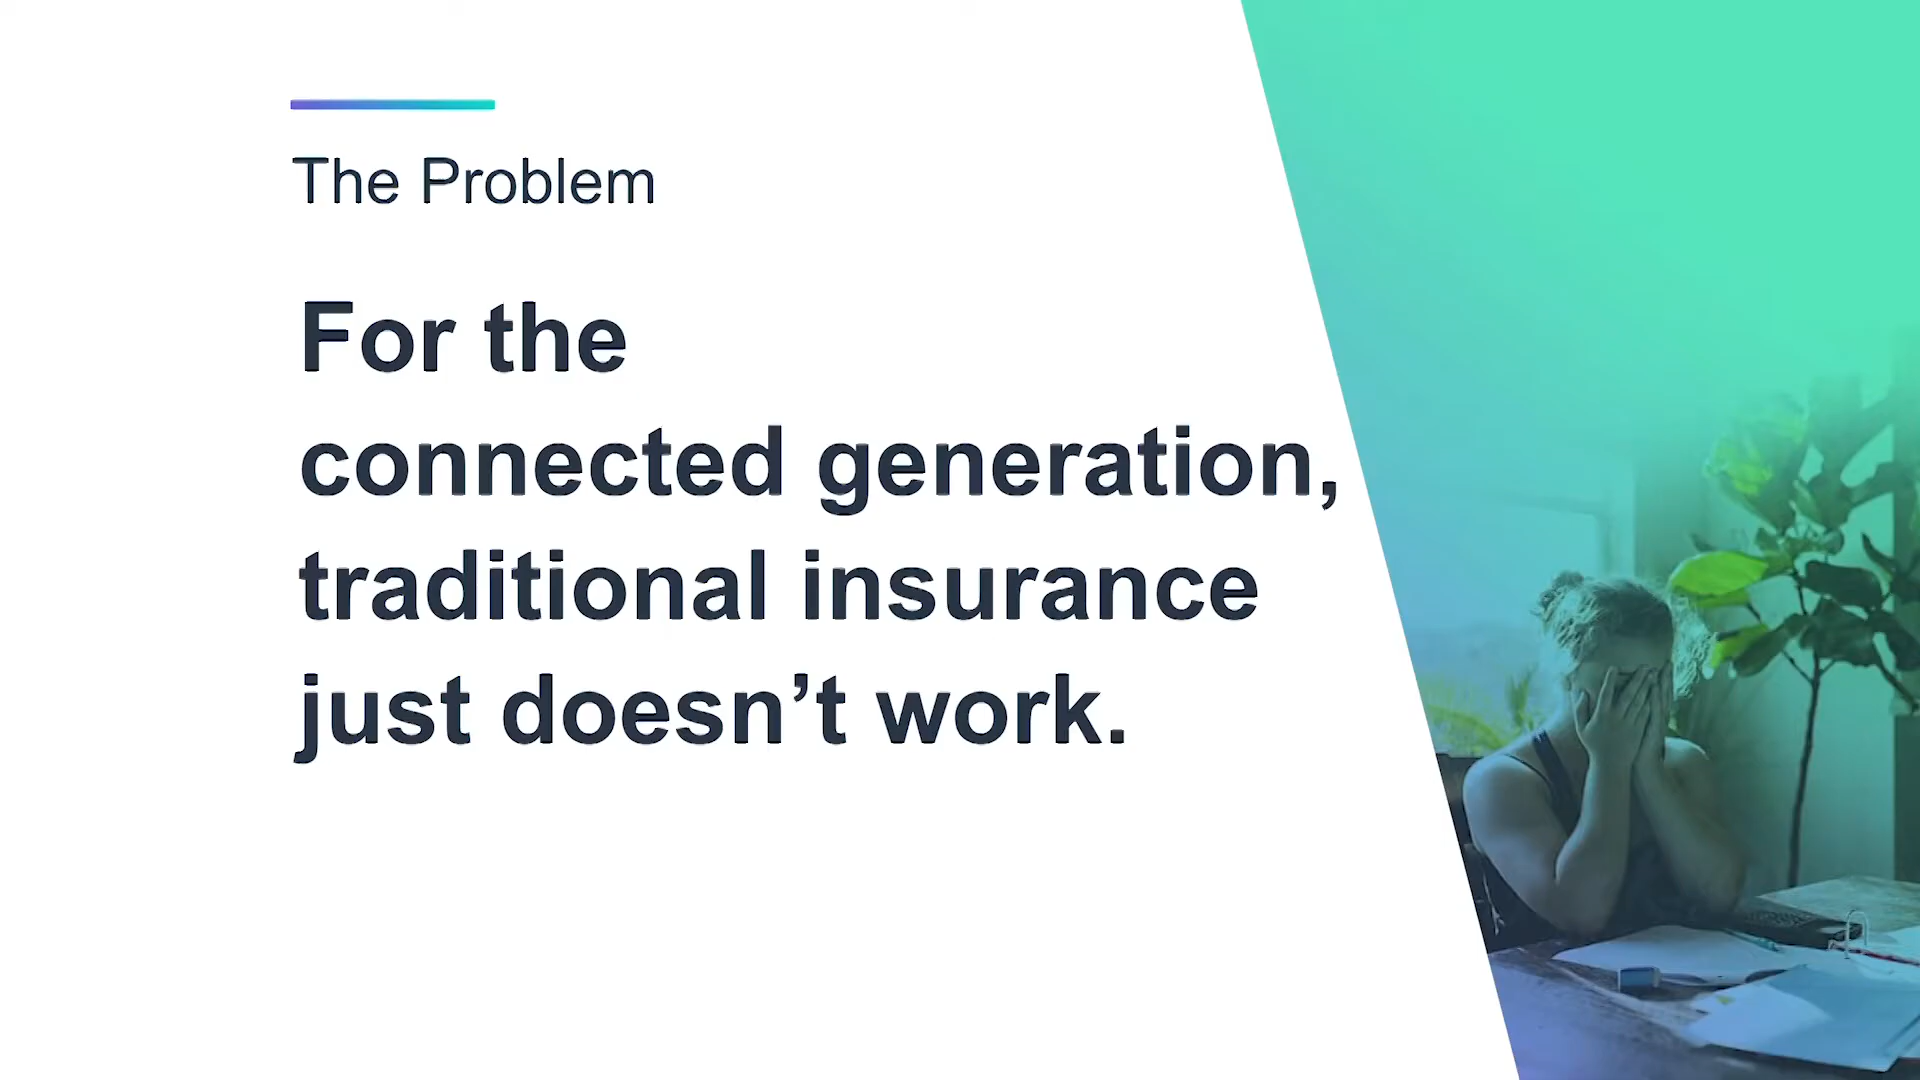 The Problem
For the
connected generation,
traditional insurance
just doesn’t work.